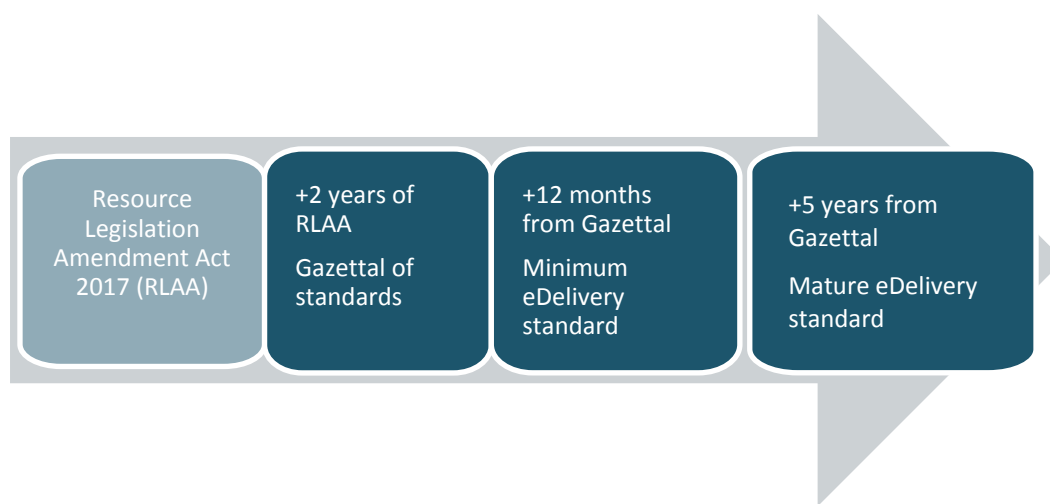 Resource
Legislation
Amendment Act
2017 (RLAA)
+2 years of
RLAA
Gazettal of
standards
+12 months
from Gazettal
Minimum
eDelivery
standard
+5 years from
Gazettal
Mature eDelivery
standard